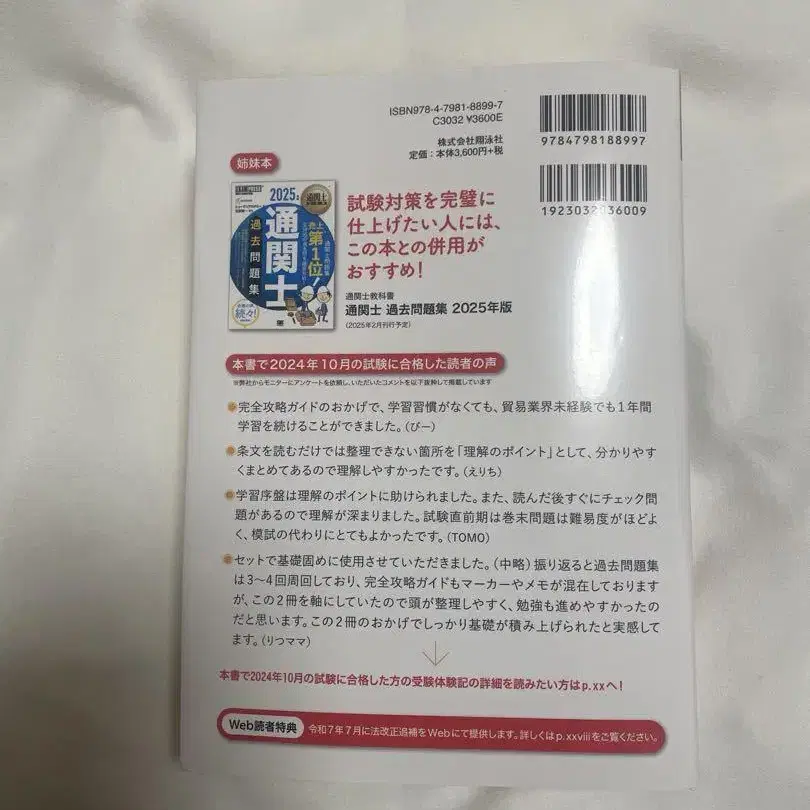 ISBN978-4-7981-8899-7
C3032 ¥3600E
株式会社翔泳社
定価：本体3,600円+税
9784798188997
1923032036009
姉妹本
2025年版
通関士
過去問題集
第1位！
続々！
試験対策を完璧に
仕上げたい人には、
この本との併用が
おすすめ！
通関士教科書
通関士 過去問題集 2025年版
（2025年2月刊行予定）
本書で2024年10月の試験に合格した読者の声
※弊社からモニターにアンケートを依頼し、いただいたコメントを以下抜粋して掲載しています
完全攻略ガイドのおかげで、学習習慣がなくても、貿易業界未経験でも1年間
学習を続けることができました。（ぴー）
条文を読むだけでは整理できない箇所を「理解のポイント」として、分かりやす
くまとめてあるので理解しやすかったです。（えりち）
学習序盤は理解のポイントに助けられました。また、読んだ後すぐにチェック問
題があるので理解が深まりました。試験直前期は巻末問題は難易度がほどよ
く、模試の代わりにとてもよかったです。（TOMO）
セットで基礎固めに使用させていただきました。（中略）振り返ると過去問題集
は3〜4回周回しており、完全攻略ガイドもマーカーやメモが混在しております
が、この2冊を軸にしていたので頭が整理しやすく、勉強も進めやすかったの
だと思います。この2冊のおかげでしっかり基礎が積み上げられたと実感して
ます。（りつママ）
本書で2024年10月の試験に合格した方の受験体験記の詳細を読みたい方はp.xxへ！
Web読者特典 令和7年7月に法改正追補をWebにて提供します。詳しくはp.xxviiiをご覧ください。